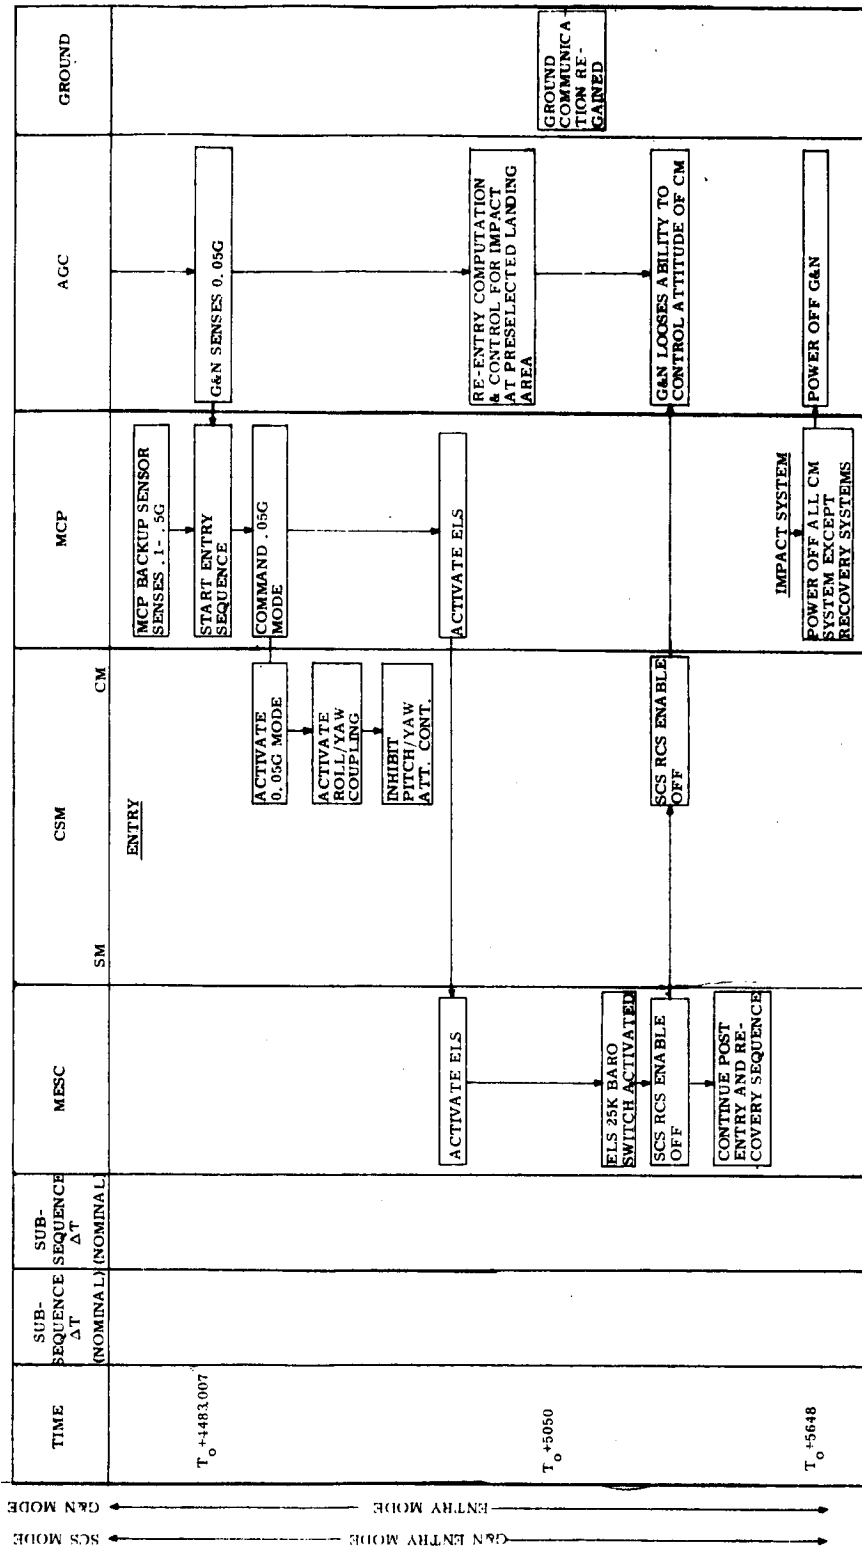 TIME
SUB-
SEQUENCE
ΔT
(NOMINAL)
SUB-
SEQUENCE
ΔT
(NOMINAL)
MESC
CSM
SM
CM
MCP
AGC
GROUND
ENTRY
MCP BACKUP SENSOR
SENSES .1- .5G
T₀+4483.007
START ENTRY
SEQUENCE
G&N SENSES 0.05G
ACTIVATE
0.05G MODE
COMMAND .05G
MODE
ACTIVATE
ROLL/YAW
COUPLING
INHIBIT
PITCH/YAW
ATT. CONT.
ACTIVATE ELS
ACTIVATE ELS
RE-ENTRY COMPUTATION
& CONTROL FOR IMPACT
AT PRESELECTED LANDING
AREA
T₀+5050
GROUND
COMMUNICA-
TION RE-
GAINED
ELS 25K BARO
SWITCH ACTIVATED
SCS RCS ENABLE
OFF
SCS RCS ENABLE
OFF
G&N LOOSES ABILITY TO
CONTROL ATTITUDE OF CM
CONTINUE POST
ENTRY AND RE-
COVERY SEQUENCE
IMPACT SYSTEM
T₀+5648
POWER OFF ALL CM
SYSTEM EXCEPT
RECOVERY SYSTEMS
POWER OFF G&N
G&N MODE
ENTRY MODE
SCS MODE
G&N ENTRY MODE